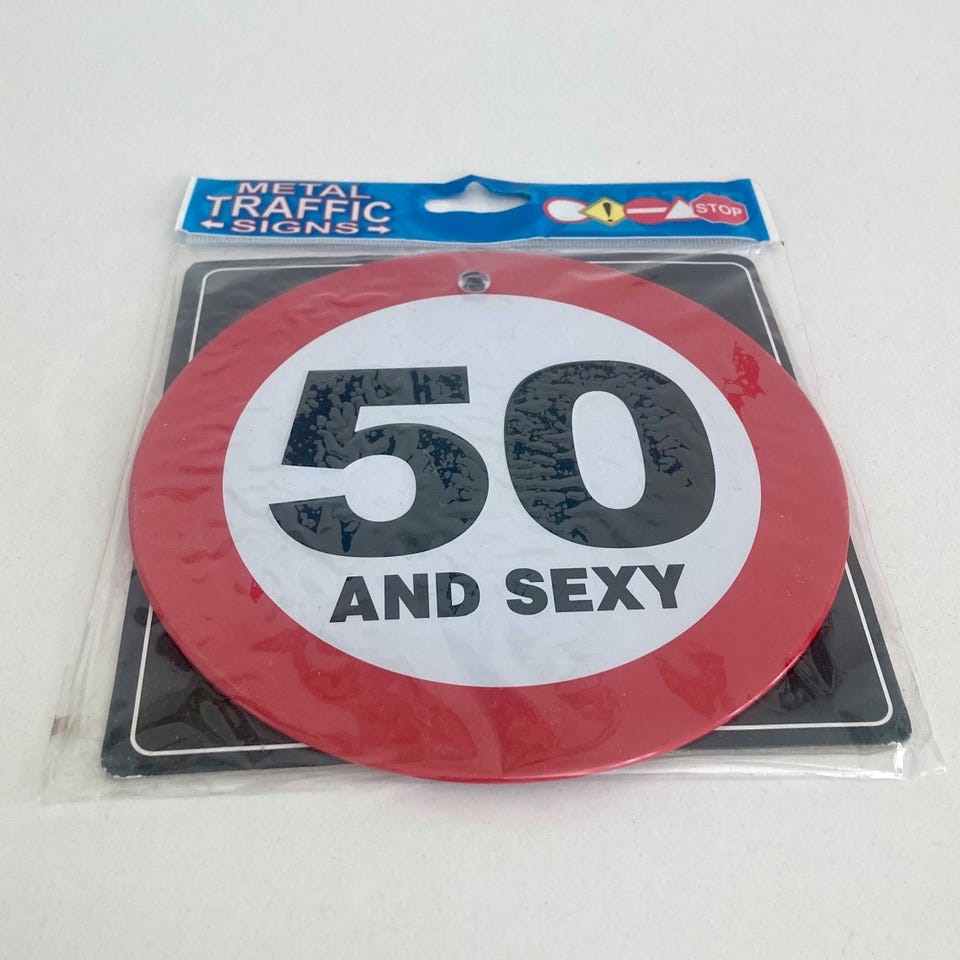 METAL
TRAFFIC
SIGNS
STOP
50
AND SEXY